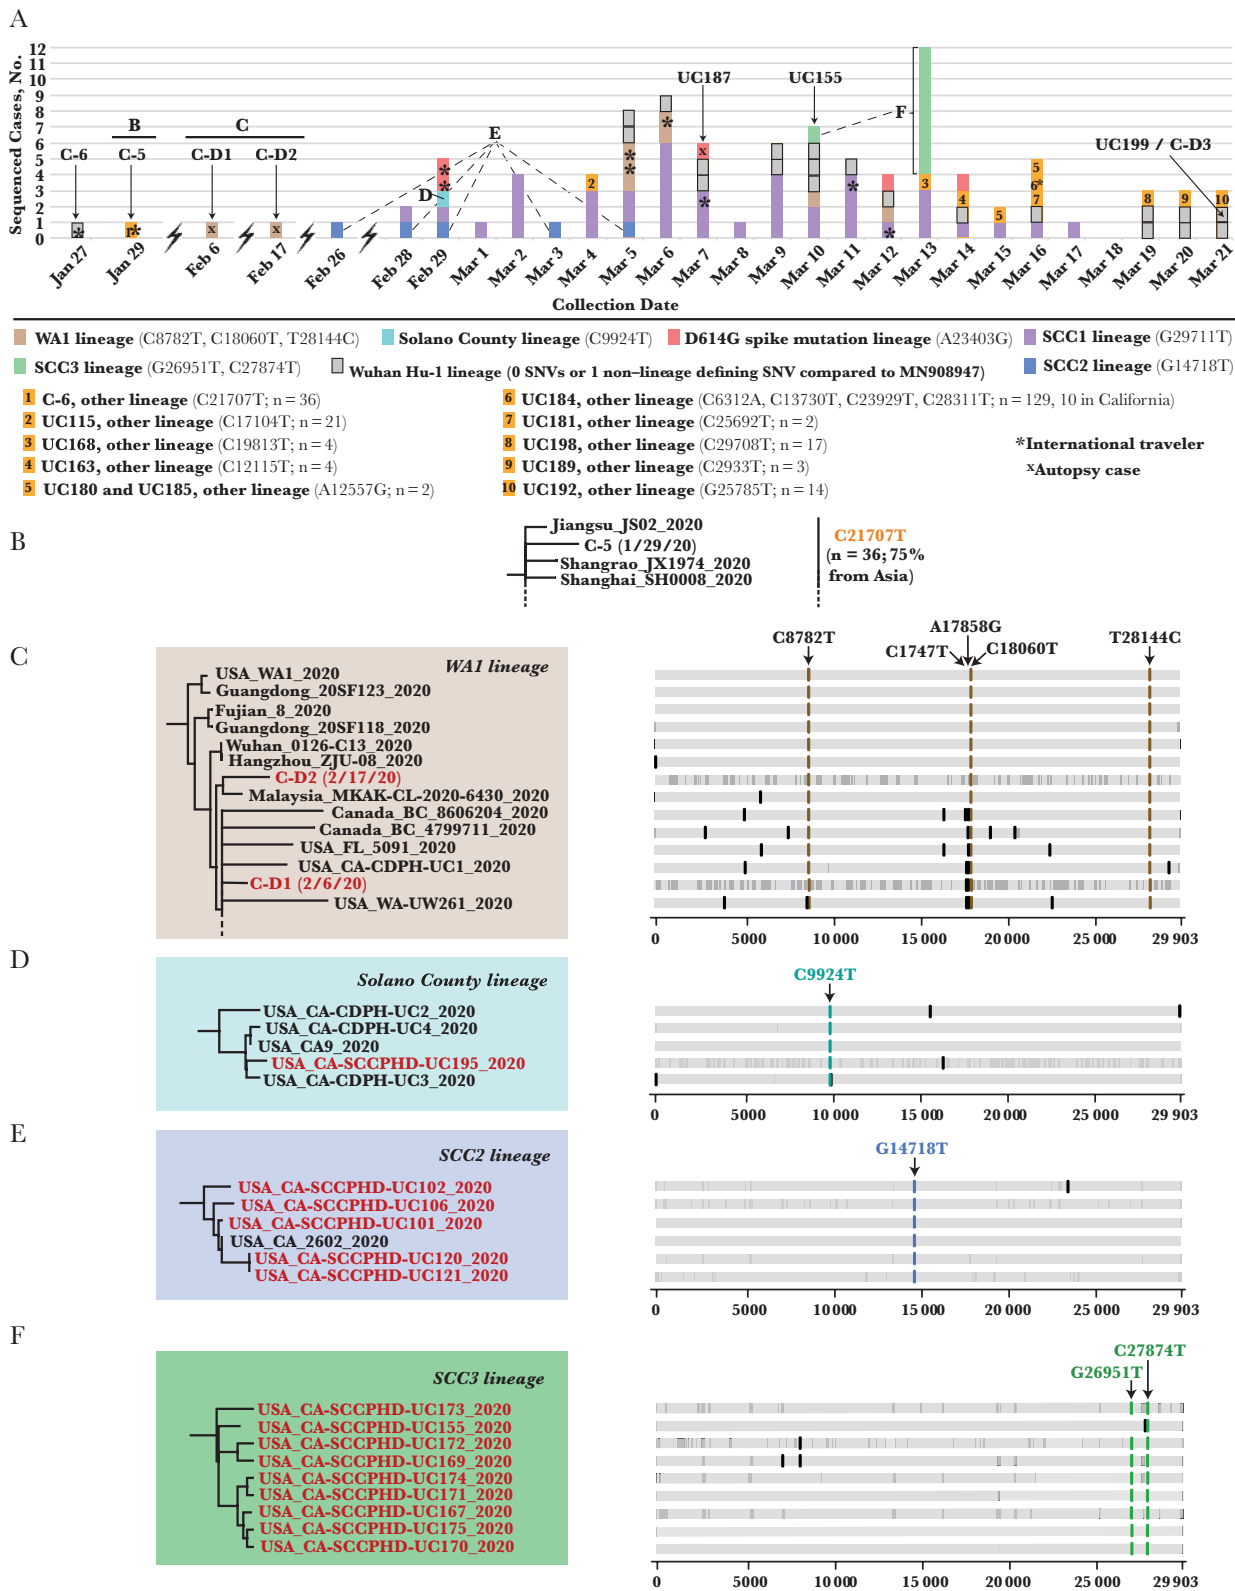 A
Sequenced Cases, No.
12
11
10
9
8
7
6
5
4
3
2
1
0
B
C
C-6
C-5
C-D1
C-D2
E
D
UC187
UC155
F
UC199 / C-D3
*
1*
x
x
*
*
2
*
*
*
x
*
*
*
3
4
5
5
6*
7
8
9
10
Jan 27
Jan 29
Feb 6
Feb 17
Feb 26
Feb 28
Feb 29
Mar 1
Mar 2
Mar 3
Mar 4
Mar 5
Mar 6
Mar 7
Mar 8
Mar 9
Mar 10
Mar 11
Mar 12
Mar 13
Mar 14
Mar 15
Mar 16
Mar 17
Mar 18
Mar 19
Mar 20
Mar 21
Collection Date
WA1 lineage (C8782T, C18060T, T28144C)
Solano County lineage (C9924T)
D614G spike mutation lineage (A23403G)
SCC1 lineage (G29711T)
SCC3 lineage (G26951T, C27874T)
Wuhan Hu-1 lineage (0 SNVs or 1 non–lineage defining SNV compared to MN908947)
SCC2 lineage (G14718T)
1 C-6, other lineage (C21707T; n = 36)
2 UC115, other lineage (C17104T; n = 21)
3 UC168, other lineage (C19813T; n = 4)
4 UC163, other lineage (C12115T; n = 4)
5 UC180 and UC185, other lineage (A12557G; n = 2)
6 UC184, other lineage (C6312A, C13730T, C23929T, C28311T; n = 129, 10 in California)
7 UC181, other lineage (C25692T; n = 2)
8 UC198, other lineage (C29708T; n = 17)
9 UC189, other lineage (C2933T; n = 3)
10 UC192, other lineage (G25785T; n = 14)
*International traveler
xAutopsy case
B
Jiangsu_JS02_2020
C-5 (1/29/20)
Shangrao_JX1974_2020
Shanghai_SH0008_2020
C21707T
(n = 36; 75%
from Asia)
C
WA1 lineage
USA_WA1_2020
Guangdong_20SF123_2020
Fujian_8_2020
Guangdong_20SF118_2020
Wuhan_0126-C13_2020
Hangzhou_ZJU-08_2020
C-D2 (2/17/20)
Malaysia_MKAK-CL-2020-6430_2020
Canada_BC_8606204_2020
Canada_BC_4799711_2020
USA_FL_5091_2020
USA_CA-CDPH-UC1_2020
C-D1 (2/6/20)
USA_WA-UW261_2020
C8782T
A17858G
C1747T
C18060T
T28144C
0 5000 10 000 15 000 20 000 25 000 29 903
D
Solano County lineage
USA_CA-CDPH-UC2_2020
USA_CA-CDPH-UC4_2020
USA_CA9_2020
USA_CA-SCCPHD-UC195_2020
USA_CA-CDPH-UC3_2020
C9924T
0 5000 10 000 15 000 20 000 25 000 29 903
E
SCC2 lineage
USA_CA-SCCPHD-UC102_2020
USA_CA-SCCPHD-UC106_2020
USA_CA-SCCPHD-UC101_2020
USA_CA_2602_2020
USA_CA-SCCPHD-UC120_2020
USA_CA-SCCPHD-UC121_2020
G14718T
0 5000 10 000 15 000 20 000 25 000 29 903
F
SCC3 lineage
USA_CA-SCCPHD-UC173_2020
USA_CA-SCCPHD-UC155_2020
USA_CA-SCCPHD-UC172_2020
USA_CA-SCCPHD-UC169_2020
USA_CA-SCCPHD-UC174_2020
USA_CA-SCCPHD-UC171_2020
USA_CA-SCCPHD-UC167_2020
USA_CA-SCCPHD-UC175_2020
USA_CA-SCCPHD-UC170_2020
C27874T
G26951T
0 5000 10 000 15 000 20 000 25 000 29 903